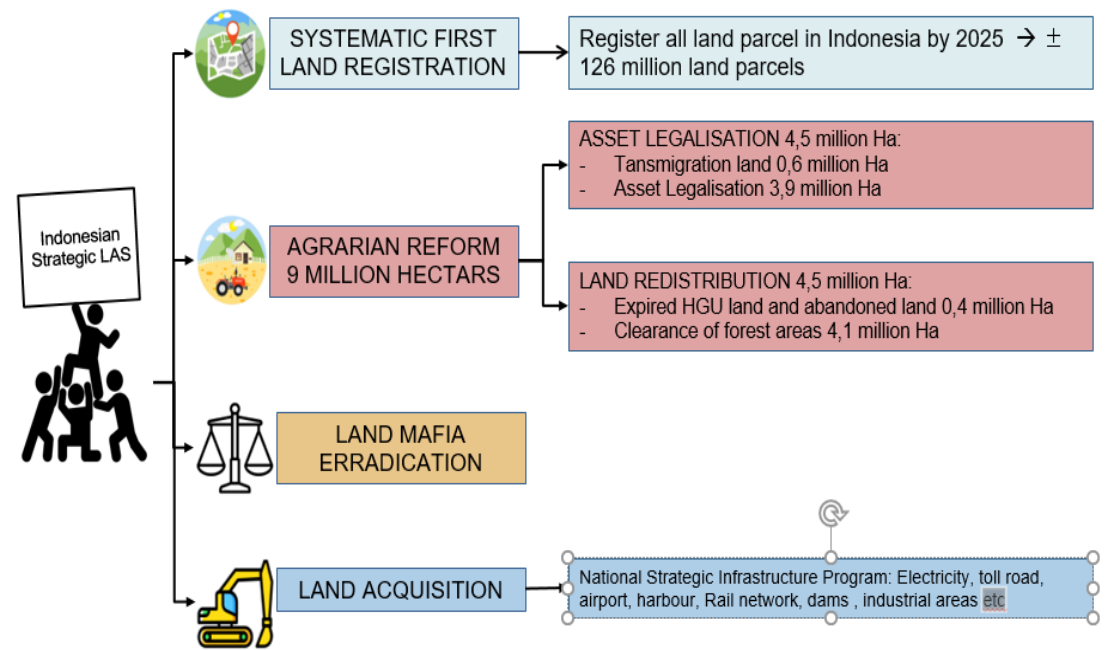 Indonesian
Strategic LAS
SYSTEMATIC FIRST
LAND REGISTRATION
Register all land parcel in Indonesia by 2025 → ±
126 million land parcels
AGRARIAN REFORM
9 MILLION HECTARS
ASSET LEGALISATION 4,5 million Ha:
- Tansmigration land 0,6 million Ha
- Asset Legalisation 3,9 million Ha
LAND REDISTRIBUTION 4,5 million Ha:
- Expired HGU land and abandoned land 0,4 million Ha
- Clearance of forest areas 4,1 million Ha
LAND MAFIA
ERRADICATION
LAND ACQUISITION
National Strategic Infrastructure Program: Electricity, toll road,
airport, harbour, Rail network, dams , industrial areas etc